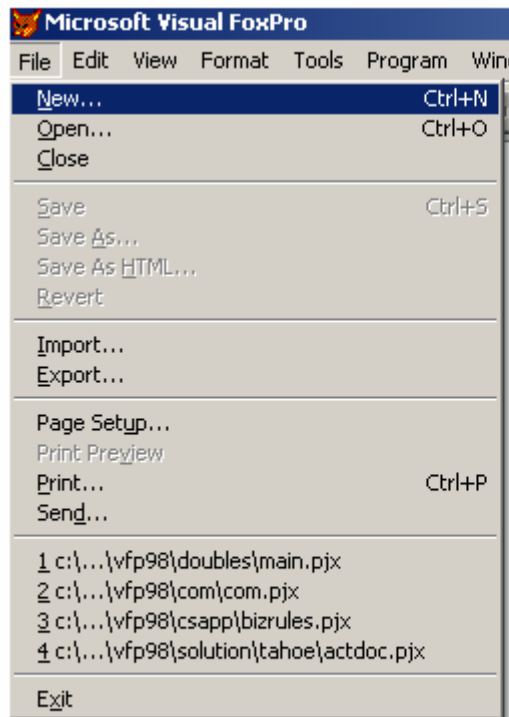 Microsoft Visual FoxPro
File Edit View Format Tools Program Win
New... Ctrl+N
Open... Ctrl+O
Close
Save Ctrl+S
Save As...
Save As HTML...
Revert
Import...
Export...
Page Setup...
Print Preview
Print... Ctrl+P
Send...
1 c:\...\vfp98\doubles\main.pjx
2 c:\...\vfp98\com\com.pjx
3 c:\...\vfp98\csapp\bizrules.pjx
4 c:\...\vfp98\solution\tahoe\actdoc.pjx
Exit